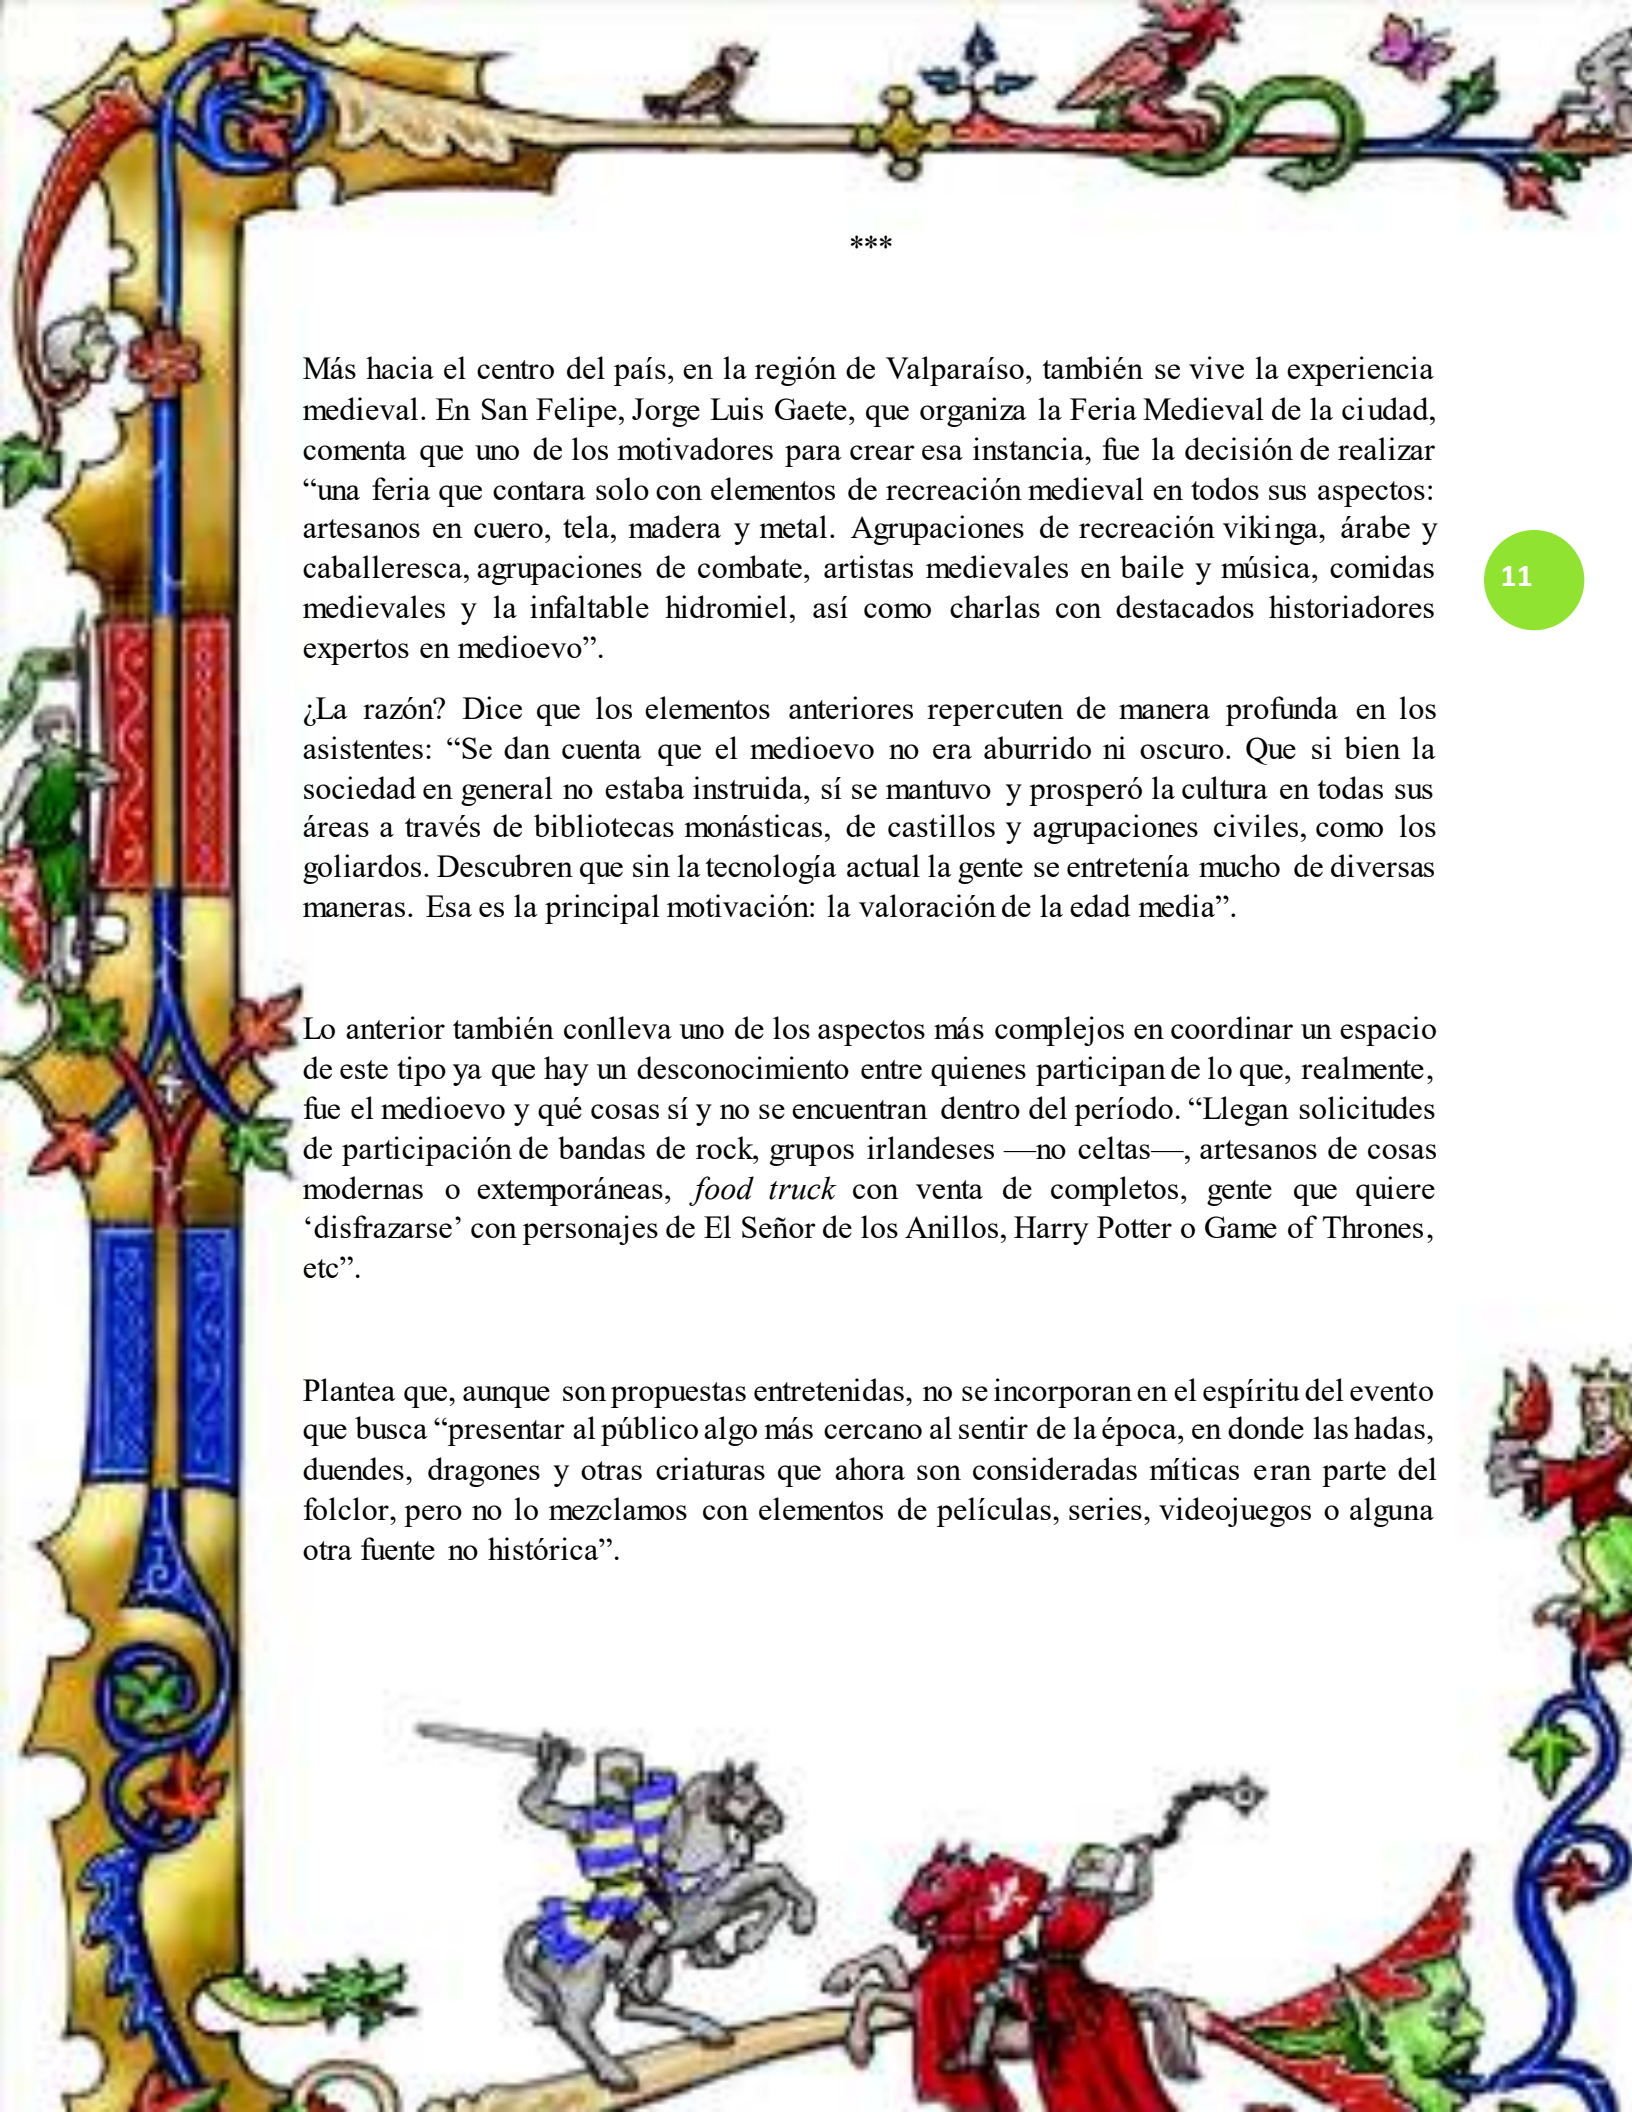 ***
Más hacia el centro del país, en la región de Valparaíso, también se vive la experiencia
medieval. En San Felipe, Jorge Luis Gaete, que organiza la Feria Medieval de la ciudad,
comenta que uno de los motivadores para crear esa instancia, fue la decisión de realizar
“una feria que contara solo con elementos de recreación medieval en todos sus aspectos:
artesanos en cuero, tela, madera y metal. Agrupaciones de recreación vikinga, árabe y
caballeresca, agrupaciones de combate, artistas medievales en baile y música, comidas
11
medievales y la infaltable hidromiel, así como charlas con destacados historiadores
expertos en medioevo”.
¿La razón? Dice que los elementos anteriores repercuten de manera profunda en los
asistentes: “Se dan cuenta que el medioevo no era aburrido ni oscuro. Que si bien la
sociedad en general no estaba instruida, sí se mantuvo y prosperó la cultura en todas sus
áreas a través de bibliotecas monásticas, de castillos y agrupaciones civiles, como los
goliardos. Descubren que sin la tecnología actual la gente se entretenía mucho de diversas
maneras. Esa es la principal motivación: la valoración de la edad media”.
Lo anterior también conlleva uno de los aspectos más complejos en coordinar un espacio
de este tipo ya que hay un desconocimiento entre quienes participan de lo que, realmente,
fue el medioevo y qué cosas sí y no se encuentran dentro del período. “Llegan solicitudes
de participación de bandas de rock, grupos irlandeses —no celtas—, artesanos de cosas
modernas o extemporáneas, food truck con venta de completos, gente que quiere
‘disfrazarse’ con personajes de El Señor de los Anillos, Harry Potter o Game of Thrones,
etc”.
Plantea que, aunque son propuestas entretenidas, no se incorporan en el espíritu del evento
que busca “presentar al público algo más cercano al sentir de la época, en donde las hadas,
duendes, dragones y otras criaturas que ahora son consideradas míticas eran parte del
folclor, pero no lo mezclamos con elementos de películas, series, videojuegos o alguna
otra fuente no histórica”.